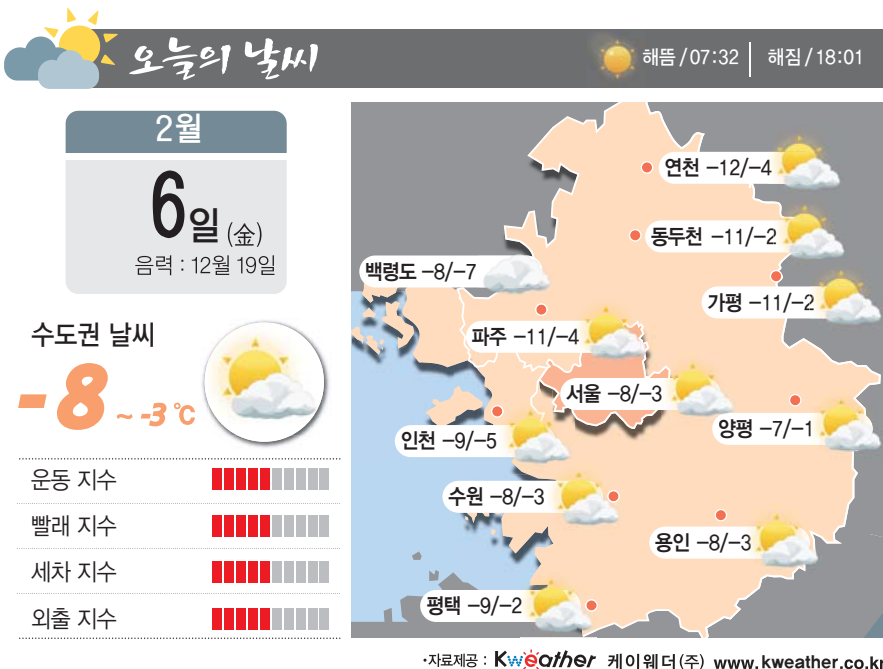 오늘의 날씨
해뜸/07:32 해짐/18:01
2월
6일(金)
음력 : 12월 19일
수도권 날씨
-8 ~ -3℃
운동 지수
빨래 지수
세차 지수
외출 지수
연천 -12/-4
동두천 -11/-2
백령도 -8/-7
가평 -11/-2
파주 -11/-4
서울 -8/-3
양평 -7/-1
인천 -9/-5
수원 -8/-3
용인 -8/-3
평택 -9/-2
·자료제공 : Kweather 케이웨더(주) www.kweather.co.kr